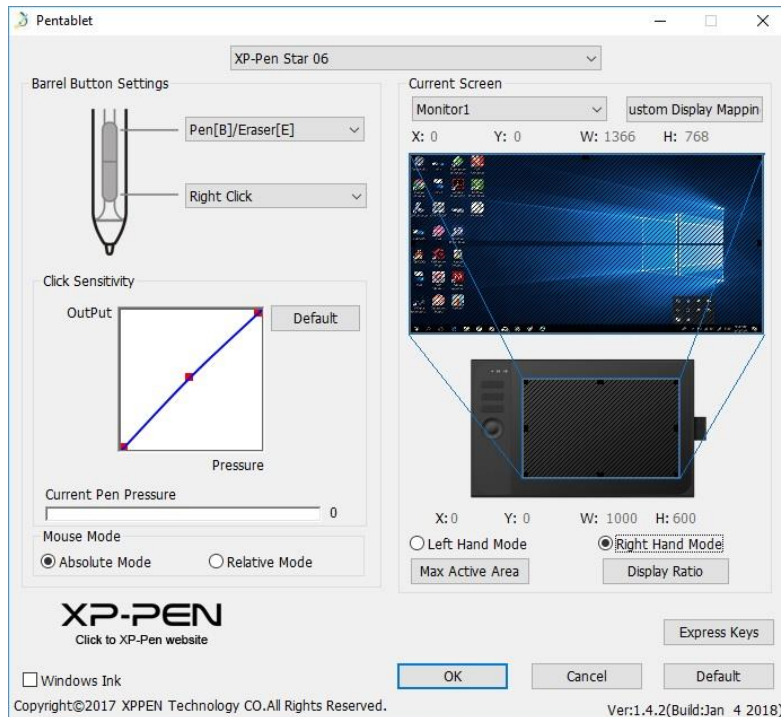 Pentablet
XP-Pen Star 06
Barrel Button Settings
Pen[B]/Eraser[E]
Right Click
Click Sensitivity
OutPut
Default
Pressure
Current Pen Pressure
0
Mouse Mode
Absolute Mode
Relative Mode
XP-PEN
Click to XP-Pen website
Windows Ink
Copyright©2017 XPPEN Technology CO.All Rights Reserved.
Current Screen
Monitor1
ustom Display Mappin
X: 0 Y: 0 W: 1366 H: 768
X: 0 Y: 0 W: 1000 H: 600
Left Hand Mode
Right Hand Mode
Max Active Area
Display Ratio
Express Keys
OK
Cancel
Default
Ver:1.4.2(Build:Jan 4 2018)